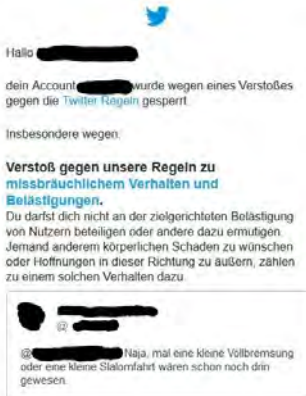 Hallo
dein Account wurde wegen eines Verstoßes
gegen die Twitter Regeln gesperrt.
Insbesondere wegen:
Verstoß gegen unsere Regeln zu
missbräuchlichem Verhalten und
Belästigungen.
Du darfst dich nicht an der zielgerichteten Belästigung
von Nutzern beteiligen oder andere dazu ermutigen.
Jemand anderem körperlichen Schaden zu wünschen
oder Hoffnungen in dieser Richtung zu äußern, zählen
zu einem solchen Verhalten dazu.
@
@ Naja, mal eine kleine Vollbremsung
oder eine kleine Slalomfahrt wären schon noch drin
gewesen.